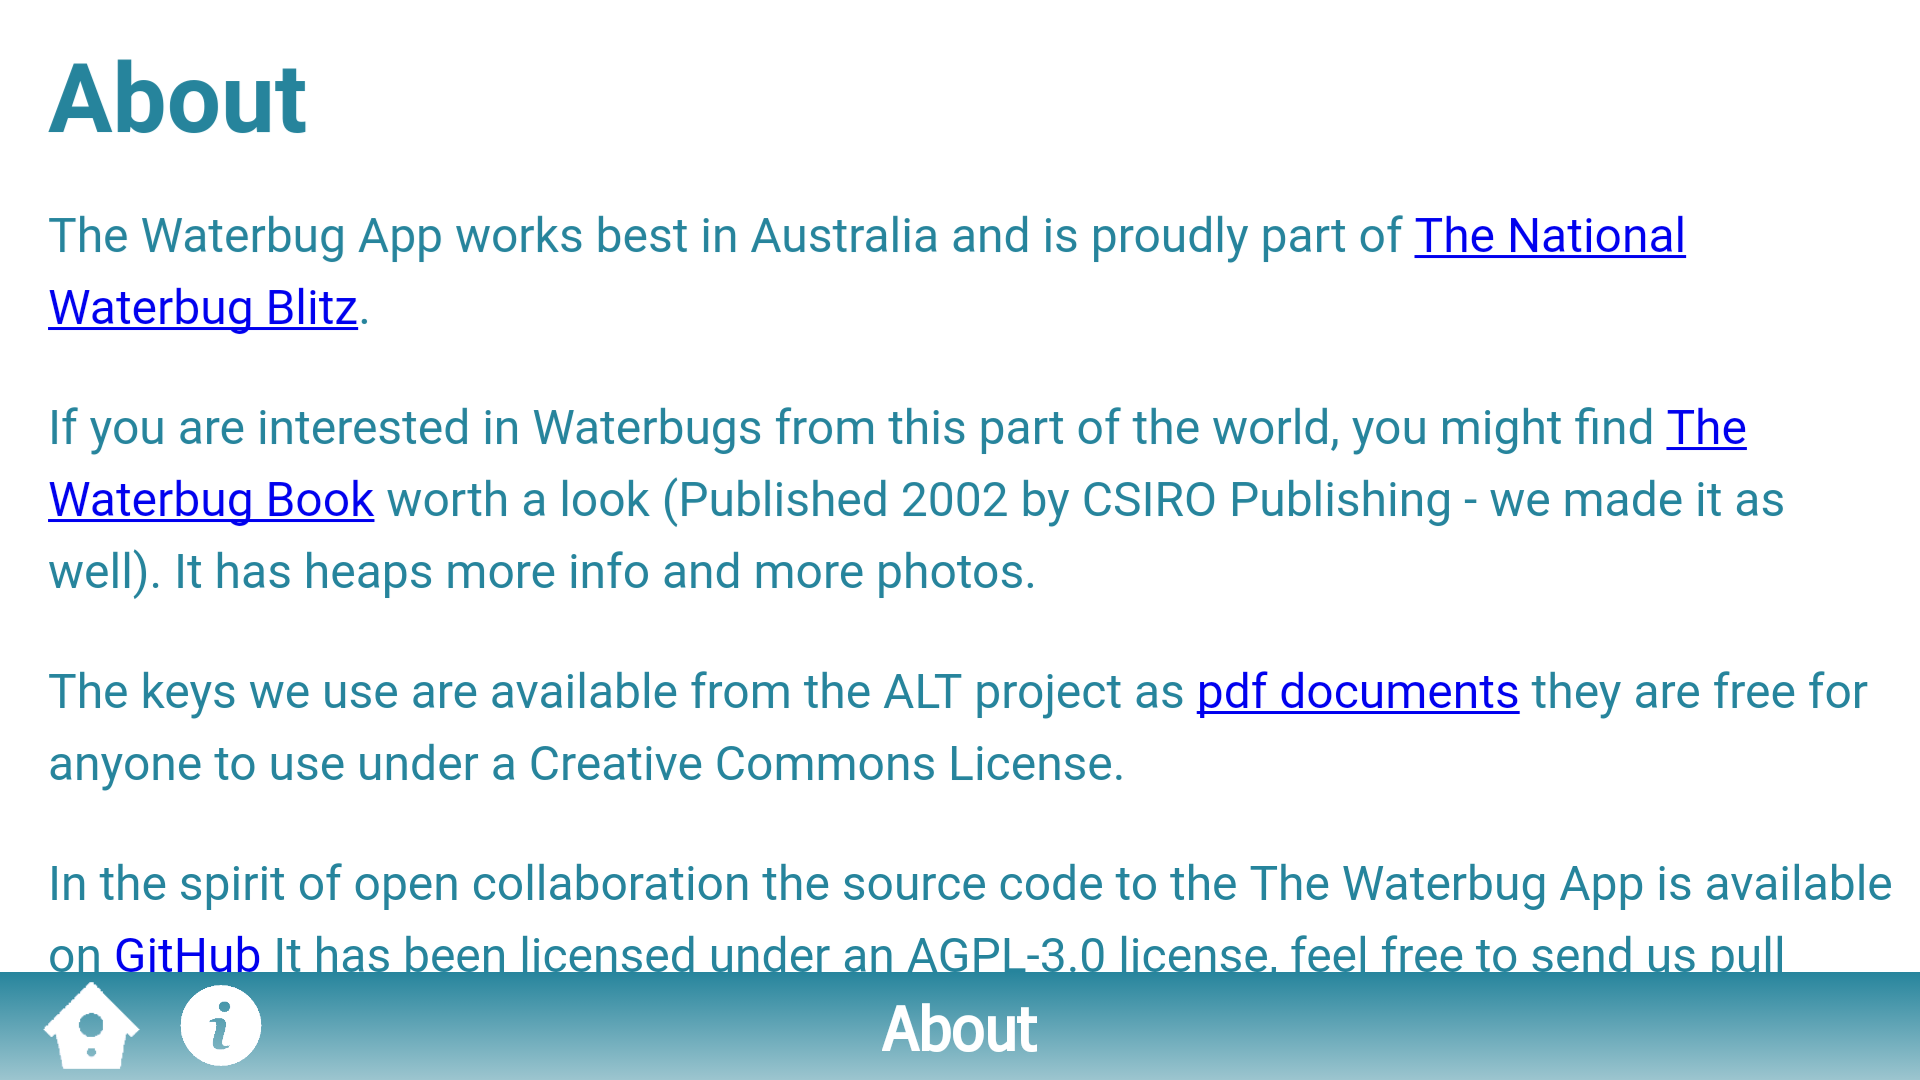 About
The Waterbug App works best in Australia and is proudly part of The National
Waterbug Blitz.
If you are interested in Waterbugs from this part of the world, you might find The
Waterbug Book worth a look (Published 2002 by CSIRO Publishing - we made it as
well). It has heaps more info and more photos.
The keys we use are available from the ALT project as pdf documents they are free for
anyone to use under a Creative Commons License.
In the spirit of open collaboration the source code to the The Waterbug App is available
on GitHub It has been licensed under an AGPL-3.0 license, feel free to send us pull
About